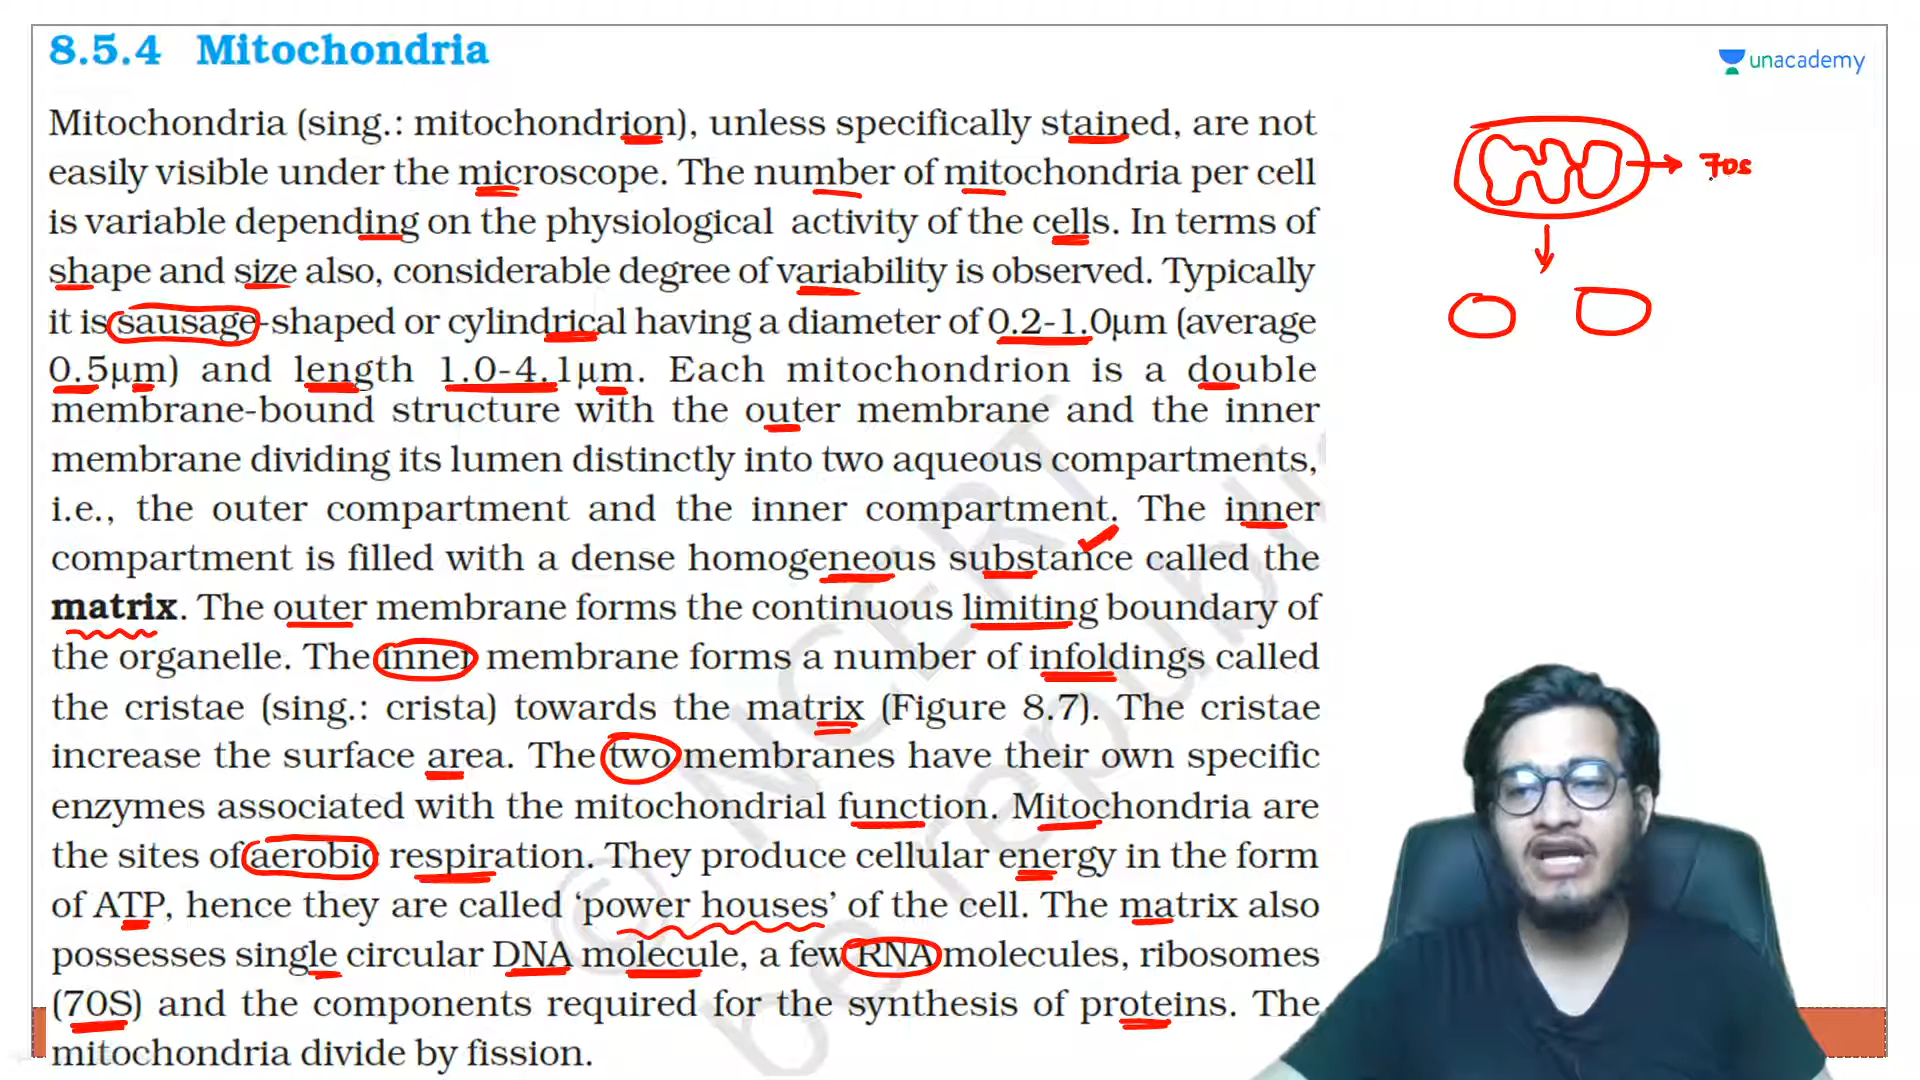 8.5.4 Mitochondria
unacademy
Mitochondria (sing.: mitochondrion), unless specifically stained, are not
easily visible under the microscope. The number of mitochondria per cell
is variable depending on the physiological activity of the cells. In terms of
shape and size also, considerable degree of variability is observed. Typically
it is sausage-shaped or cylindrical having a diameter of 0.2-1.0μm (average
0.5μm) and length 1.0-4.1μm. Each mitochondrion is a double
membrane-bound structure with the outer membrane and the inner
membrane dividing its lumen distinctly into two aqueous compartments,
i.e., the outer compartment and the inner compartment. The inner
compartment is filled with a dense homogeneous substance called the
matrix. The outer membrane forms the continuous limiting boundary of
the organelle. The inner membrane forms a number of infoldings called
the cristae (sing.: crista) towards the matrix (Figure 8.7). The cristae
increase the surface area. The two membranes have their own specific
enzymes associated with the mitochondrial function. Mitochondria are
the sites of aerobic respiration. They produce cellular energy in the form
of ATP, hence they are called ‘power houses’ of the cell. The matrix also
possesses single circular DNA molecule, a few RNA molecules, ribosomes
(70S) and the components required for the synthesis of proteins. The
mitochondria divide by fission.
70s
© NCERT
be republi